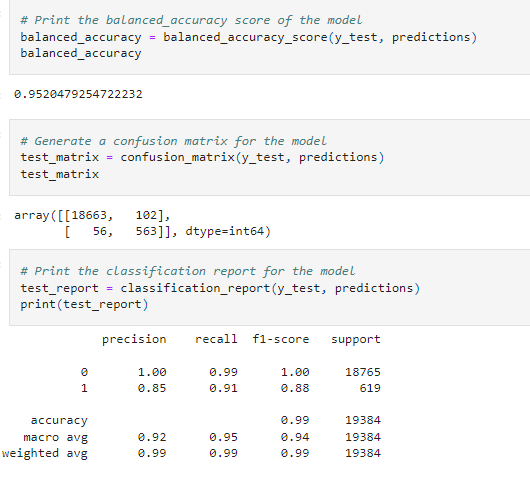 # Print the balanced_accuracy score of the model
balanced_accuracy = balanced_accuracy_score(y_test, predictions)
balanced_accuracy
0.9520479254722232
# Generate a confusion matrix for the model
test_matrix = confusion_matrix(y_test, predictions)
test_matrix
array([[18663,   102],
       [   56,   563]], dtype=int64)
# Print the classification report for the model
test_report = classification_report(y_test, predictions)
print(test_report)
              precision    recall  f1-score   support
           0       1.00      0.99      1.00     18765
           1       0.85      0.91      0.88       619
    accuracy                           0.99     19384
   macro avg       0.92      0.95      0.94     19384
weighted avg       0.99      0.99      0.99     19384